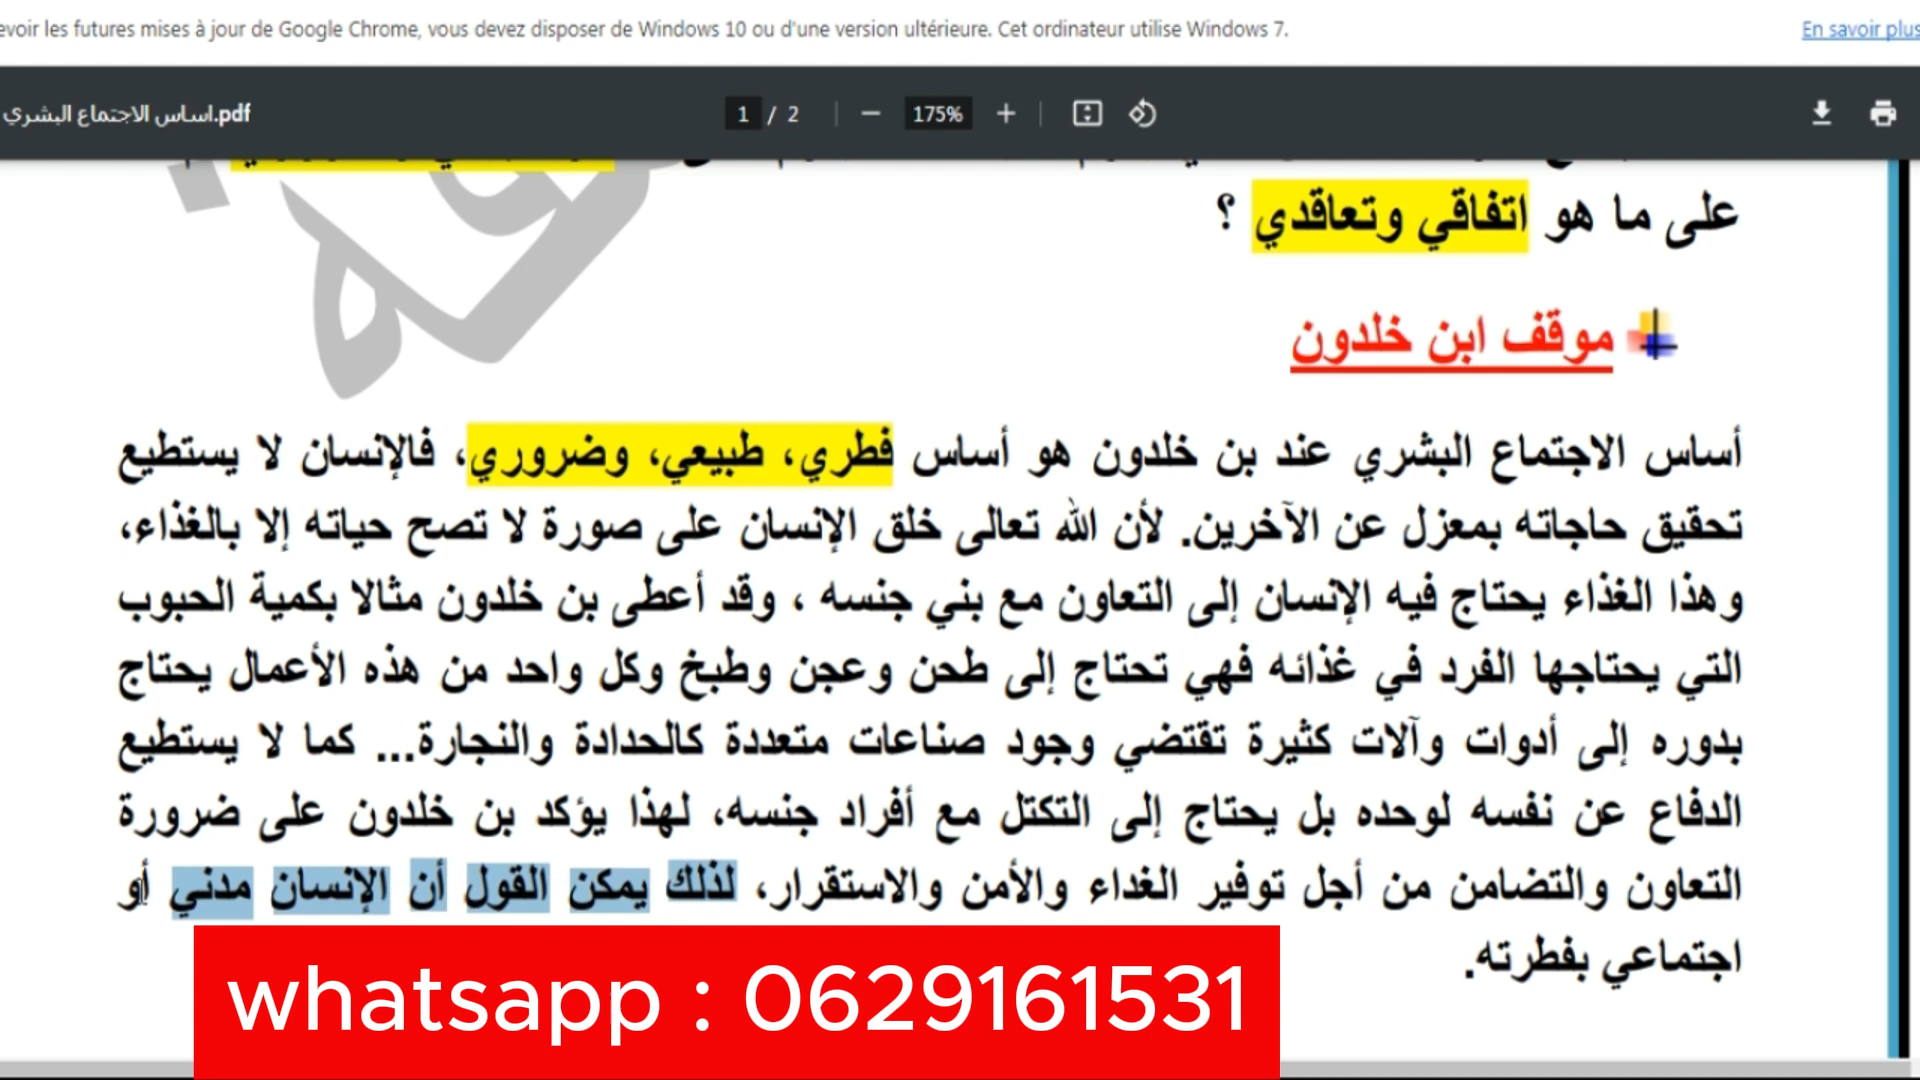 evoir les futures mises à jour de Google Chrome, vous devez disposer de Windows 10 ou d'une version ultérieure. Cet ordinateur utilise Windows 7.
En savoir plus
اساس الاجتماع البشري.pdf
1 / 2
175%
على ما هو اتفاقي وتعاقدي ؟
موقف ابن خلدون
أساس الاجتماع البشري عند بن خلدون هو أساس فطري، طبيعي، وضروري، فالإنسان لا يستطيع
تحقيق حاجاته بمعزل عن الآخرين. لأن الله تعالى خلق الإنسان على صورة لا تصح حياته إلا بالغذاء،
وهذا الغذاء يحتاج فيه الإنسان إلى التعاون مع بني جنسه ، وقد أعطى بن خلدون مثالا بكمية الحبوب
التي يحتاجها الفرد في غذائه فهي تحتاج إلى طحن وعجن وطبخ وكل واحد من هذه الأعمال يحتاج
بدوره إلى أدوات وآلات كثيرة تقتضي وجود صناعات متعددة كالحدادة والنجارة... كما لا يستطيع
الدفاع عن نفسه لوحده بل يحتاج إلى التكتل مع أفراد جنسه، لهذا يؤكد بن خلدون على ضرورة
التعاون والتضامن من أجل توفير الغداء والأمن والاستقرار، لذلك يمكن القول أن الإنسان مدني أو
اجتماعي بفطرته.
whatsapp : 0629161531